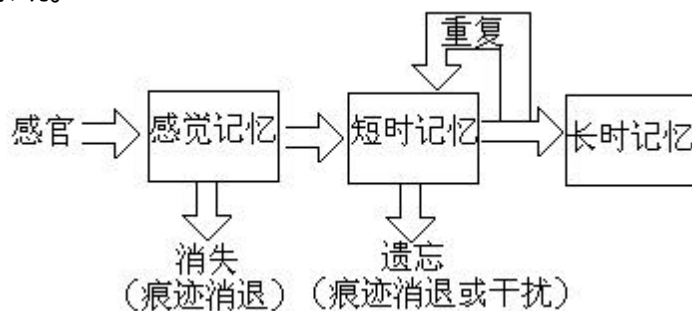 重复
感官
感觉记忆
短时记忆
长时记忆
消失
（痕迹消退）
遗忘
（痕迹消退或干扰）